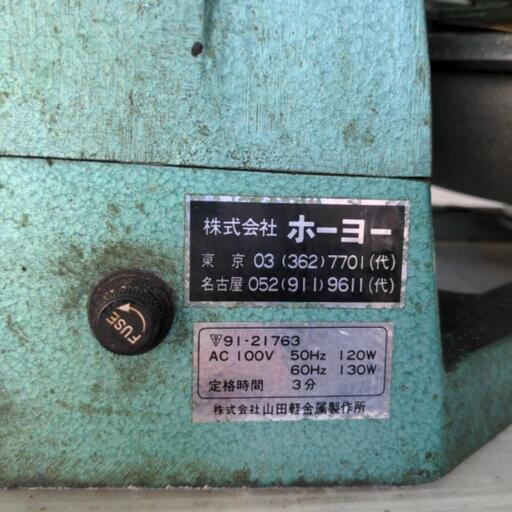 株式会社 ホーヨー
東京 03(362)7701(代)
名古屋 052(911)9611(代)
FUSE
91-21763
AC 100V 50Hz 120W
60Hz 130W
定格時間 3分
株式会社山田軽金属製作所